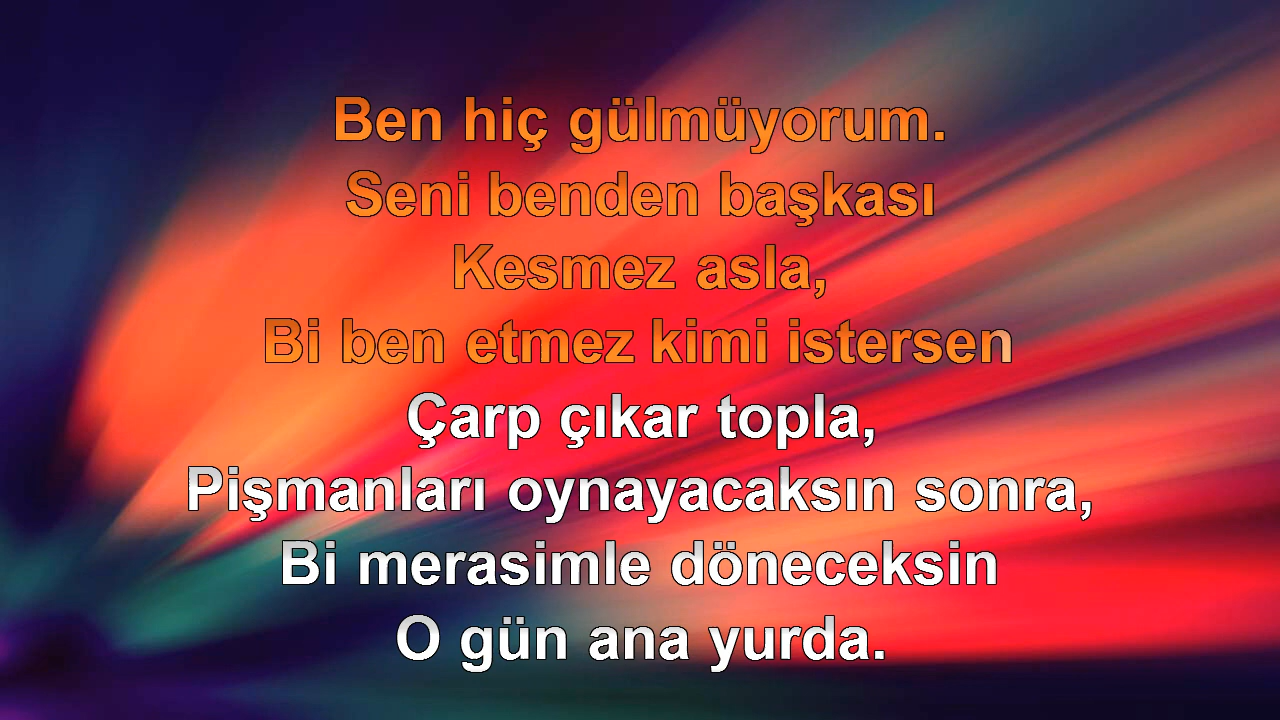 Ben hiç gülmüyorum.
Seni benden başkası
Kesmez asla,
Bi ben etmez kimi istersen
Çarp çıkar topla,
Pişmanları oynayacaksın sonra,
Bi merasimle döneceksin
O gün ana yurda.